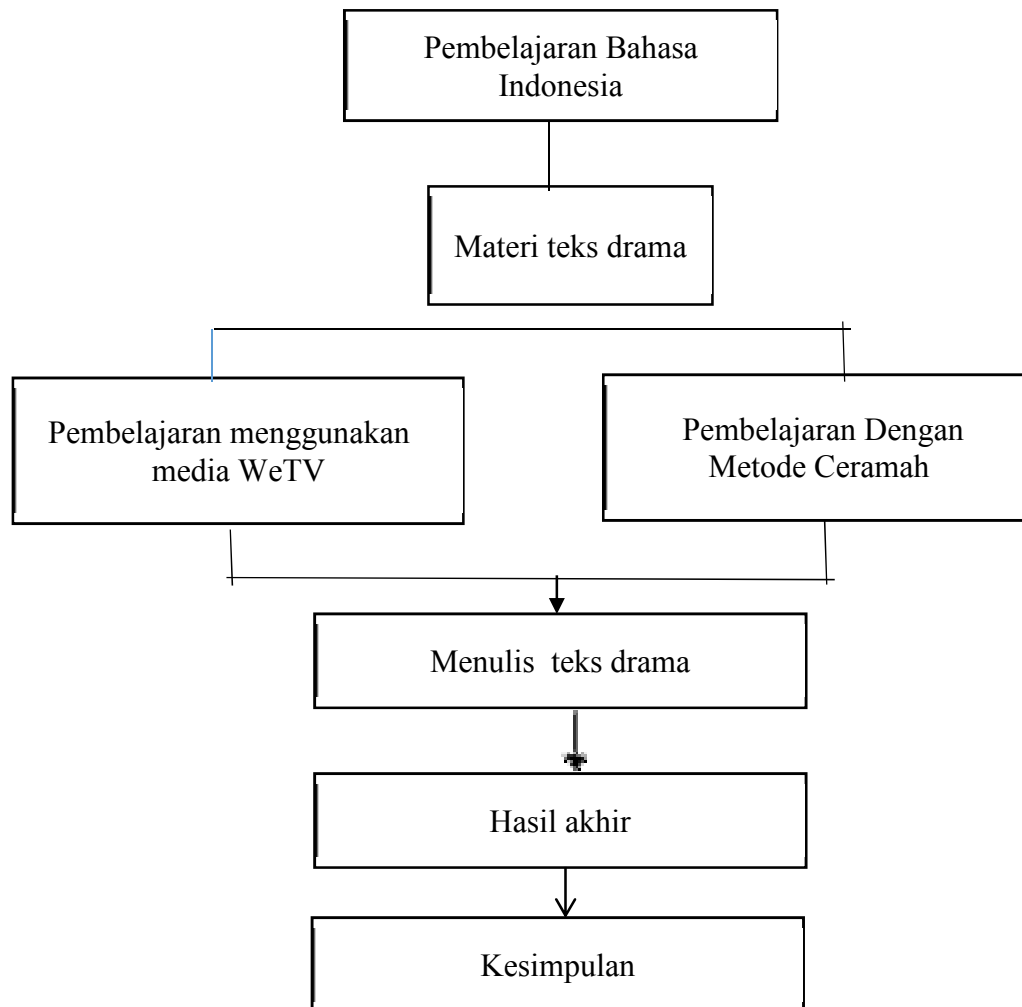 Pembelajaran Bahasa
Indonesia
Materi teks drama
Pembelajaran menggunakan
media WeTV
Pembelajaran Dengan
Metode Ceramah
Menulis  teks drama
Hasil akhir
Kesimpulan